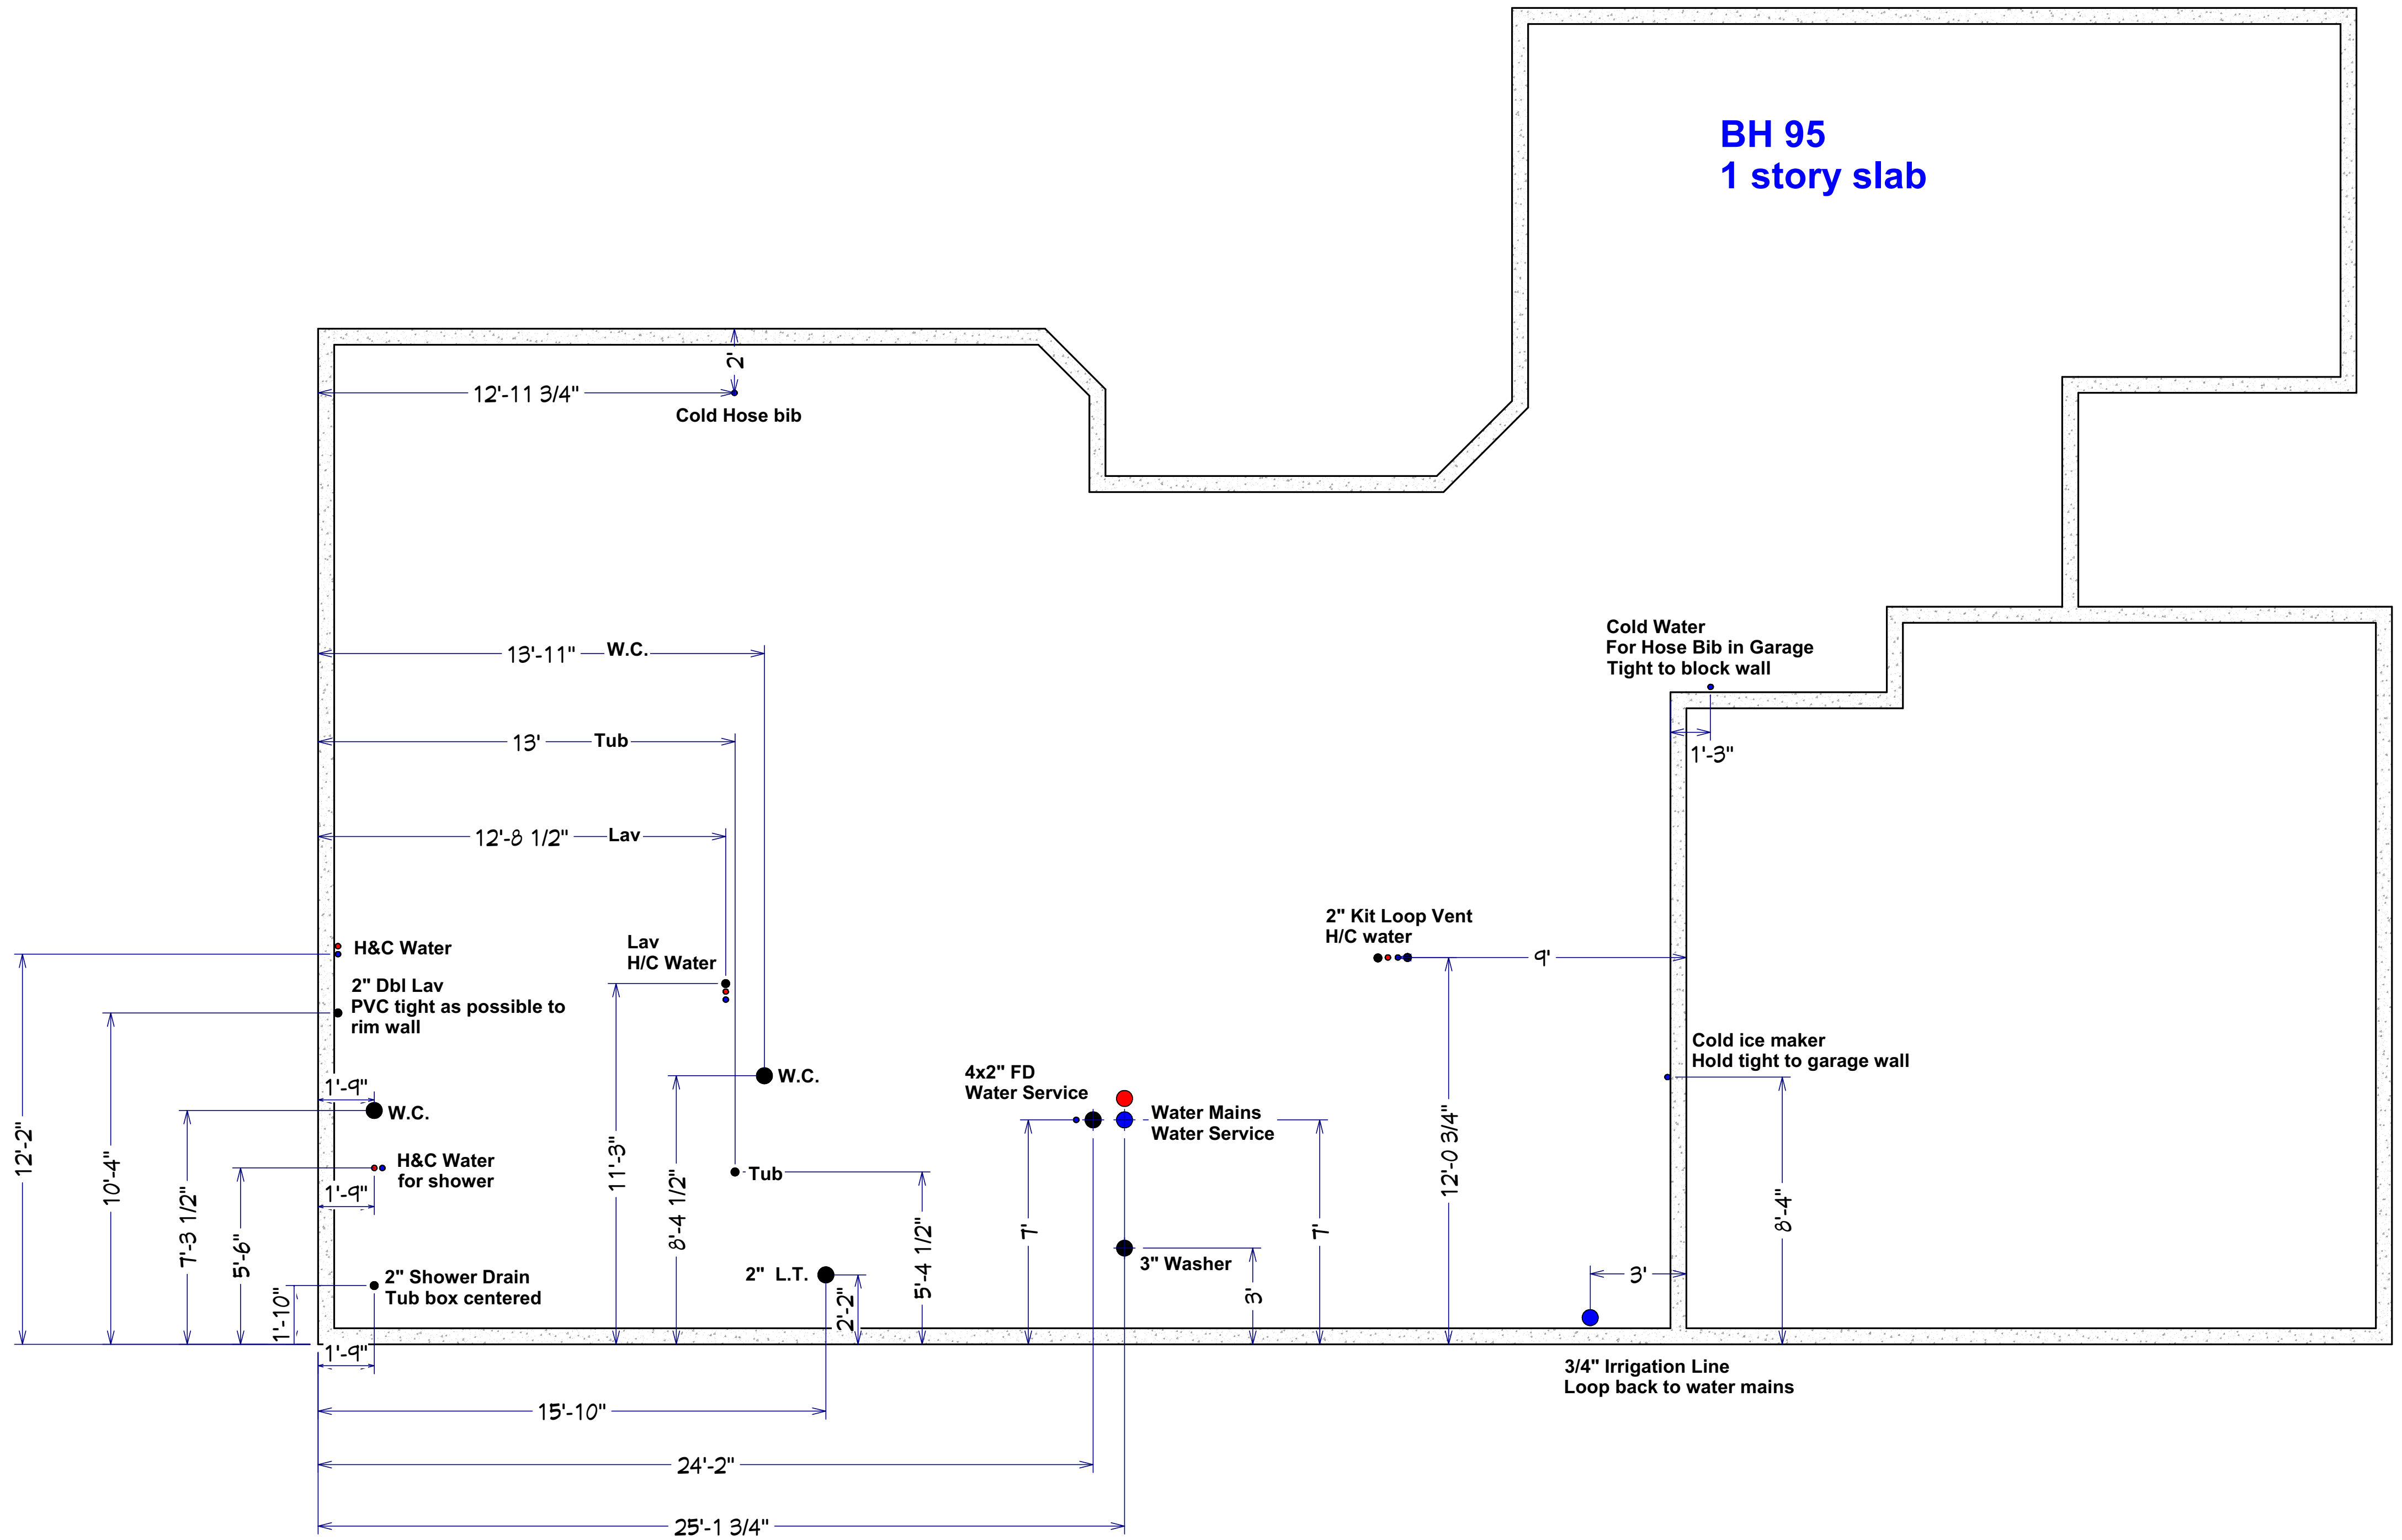 BH 95
1 story slab
2'
12'-11 3/4"
Cold Hose bib
13'-11"
W.C.
Cold Water
For Hose Bib in Garage
Tight to block wall
1'-3"
13'
Tub
12'-8 1/2"
Lav
H&C Water
2" Dbl Lav
PVC tight as possible to
rim wall
Lav
H/C Water
2" Kit Loop Vent
H/C water
9'
Cold ice maker
Hold tight to garage wall
1'-9"
W.C.
W.C.
4x2" FD
Water Service
Water Mains
Water Service
H&C Water
for shower
1'-9"
Tub
12'-2"
10'-4"
7'-3 1/2"
5'-6"
1'-10"
11'-3"
8'-4 1/2"
5'-4 1/2"
7'
7'
12'-0 3/4"
8'-4"
2" Shower Drain
Tub box centered
2" L.T.
2'-2"
3" Washer
3'
3'
1'-9"
3/4" Irrigation Line
Loop back to water mains
15'-10"
24'-2"
25'-1 3/4"